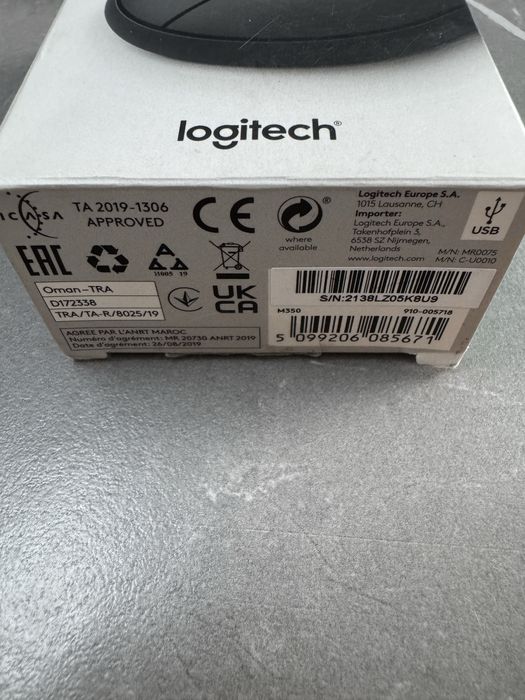 logitech®
ICASA
TA 2019-1306
APPROVED
CE
where
available
®
Logitech Europe S.A.
1015 Lausanne, CH
Importer:
Logitech Europe S.A.,
Takenhofplein 3,
6538 SZ Nijmegen,
Netherlands
USB
M/N: MR0075
M/N: C-U0010
EAC
11005 19
UK
CA
Oman-TRA
D172338
TRA/TA-R/8025/19
S/N:2138LZ05K8U9
M350
910-005718
5 099206 085671
AGREE PAR L'ANRT MAROC
Numéro d'agrément: MR 20730 ANRT 2019
Date d'agrément: 26/08/2019